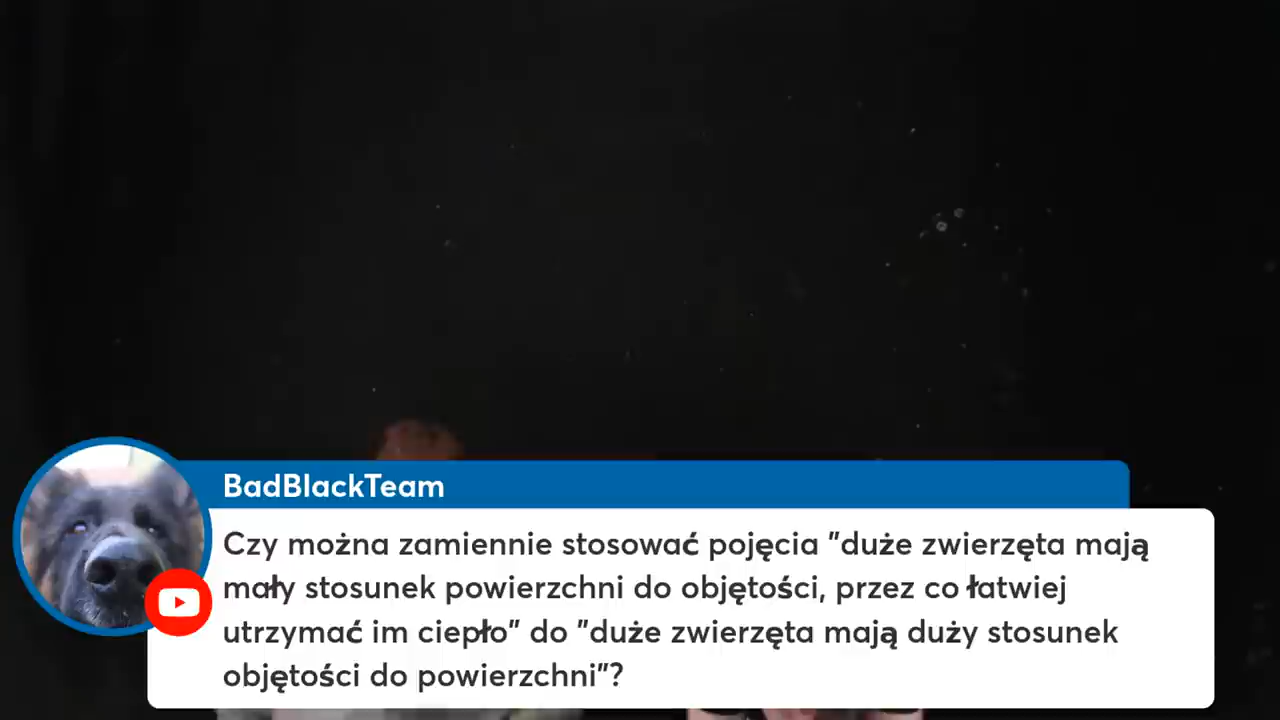 BadBlackTeam
Czy można zamiennie stosować pojęcia "duże zwierzęta mają
mały stosunek powierzchni do objętości, przez co łatwiej
utrzymać im ciepło" do "duże zwierzęta mają duży stosunek
objętości do powierzchni"?